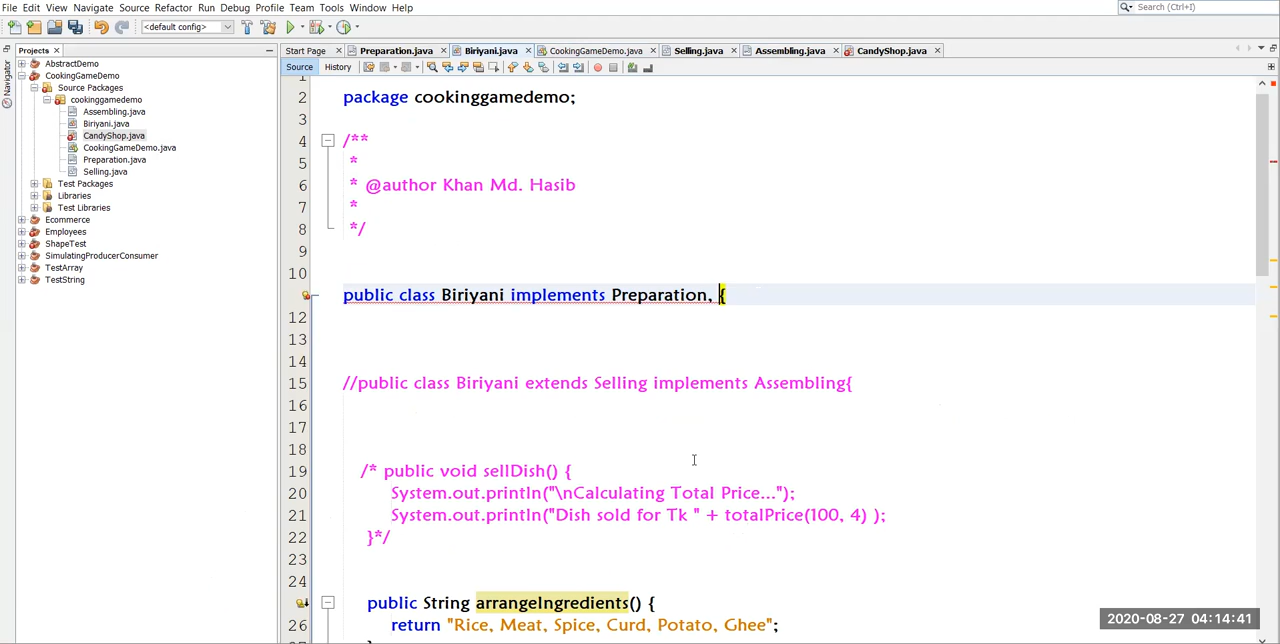 File Edit View Navigate Source Refactor Run Debug Profile Team Tools Window Help
Search (Ctrl+I)
<default config>
Projects
Start Page Preparation.java Biriyani.java CookingGameDemo.java Selling.java Assembling.java CandyShop.java
Navigator
Source History
AbstractDemo
CookingGameDemo
Source Packages
cookinggamedemo
Assembling.java
Biriyani.java
CandyShop.java
CookingGameDemo.java
Preparation.java
Selling.java
Test Packages
Libraries
Test Libraries
Ecommerce
Employees
ShapeTest
SimulatingProducerConsumer
TestArray
TestString
1
2 package cookinggamedemo;
3
4 /**
5 *
6 * @author Khan Md. Hasib
7 *
8 */
9
10
public class Biriyani implements Preparation, {
12
13
14
15 //public class Biriyani extends Selling implements Assembling{
16
17
18
19 /* public void sellDish() {
20 System.out.println("\nCalculating Total Price...");
21 System.out.println("Dish sold for Tk " + totalPrice(100, 4) );
22 }*/
23
24
public String arrangeIngredients() {
26 return "Rice, Meat, Spice, Curd, Potato, Ghee";
2020-08-27 04:14:41